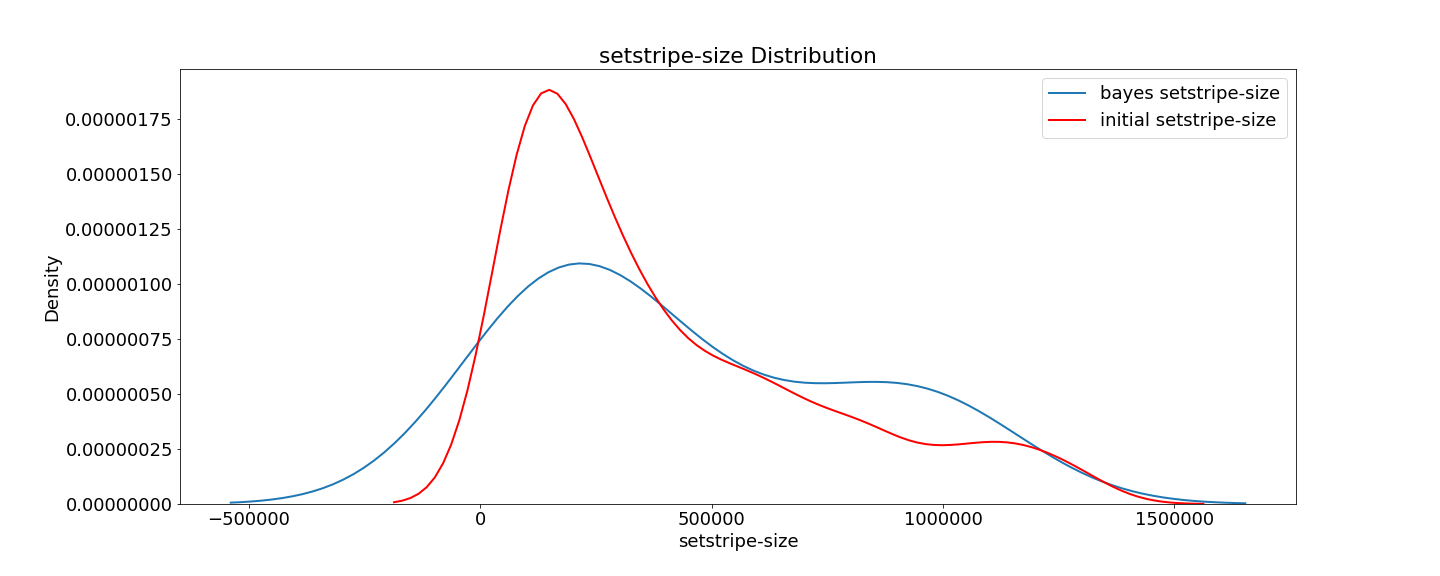 setstripe-size Distribution
bayes setstripe-size
initial setstripe-size
Density
0.00000175
0.00000150
0.00000125
0.00000100
0.00000075
0.00000050
0.00000025
0.00000000
−500000
0
500000
1000000
1500000
setstripe-size